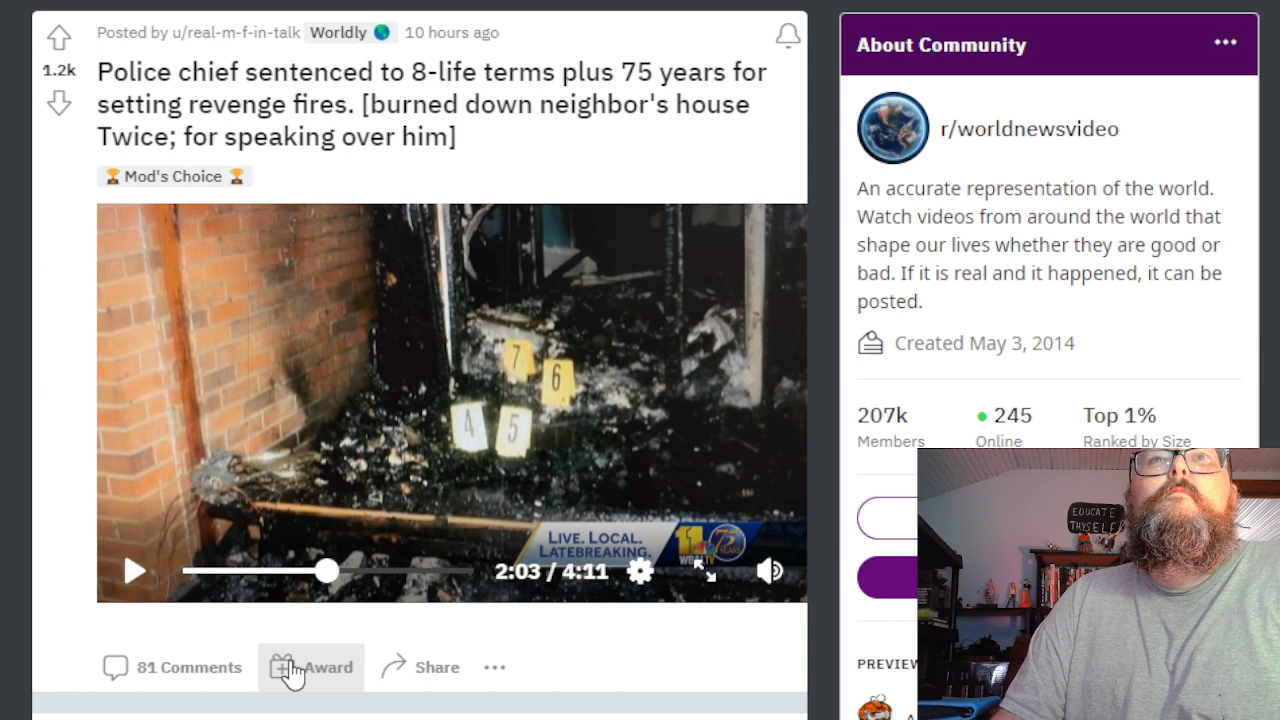 Posted by u/real-m-f-in-talk Worldly 10 hours ago
1.2k
Police chief sentenced to 8-life terms plus 75 years for
setting revenge fires. [burned down neighbor's house
Twice; for speaking over him]
Mod's Choice
7
6
4 5
LIVE. LOCAL.
LATEBREAKING.
11
75
YEARS
WBALTV
2:03 / 4:11
81 Comments Award Share
About Community
r/worldnewsvideo
An accurate representation of the world.
Watch videos from around the world that
shape our lives whether they are good or
bad. If it is real and it happened, it can be
posted.
Created May 3, 2014
207k 245 Top 1%
Members Online Ranked by Size
EDUCATE
THYSELF